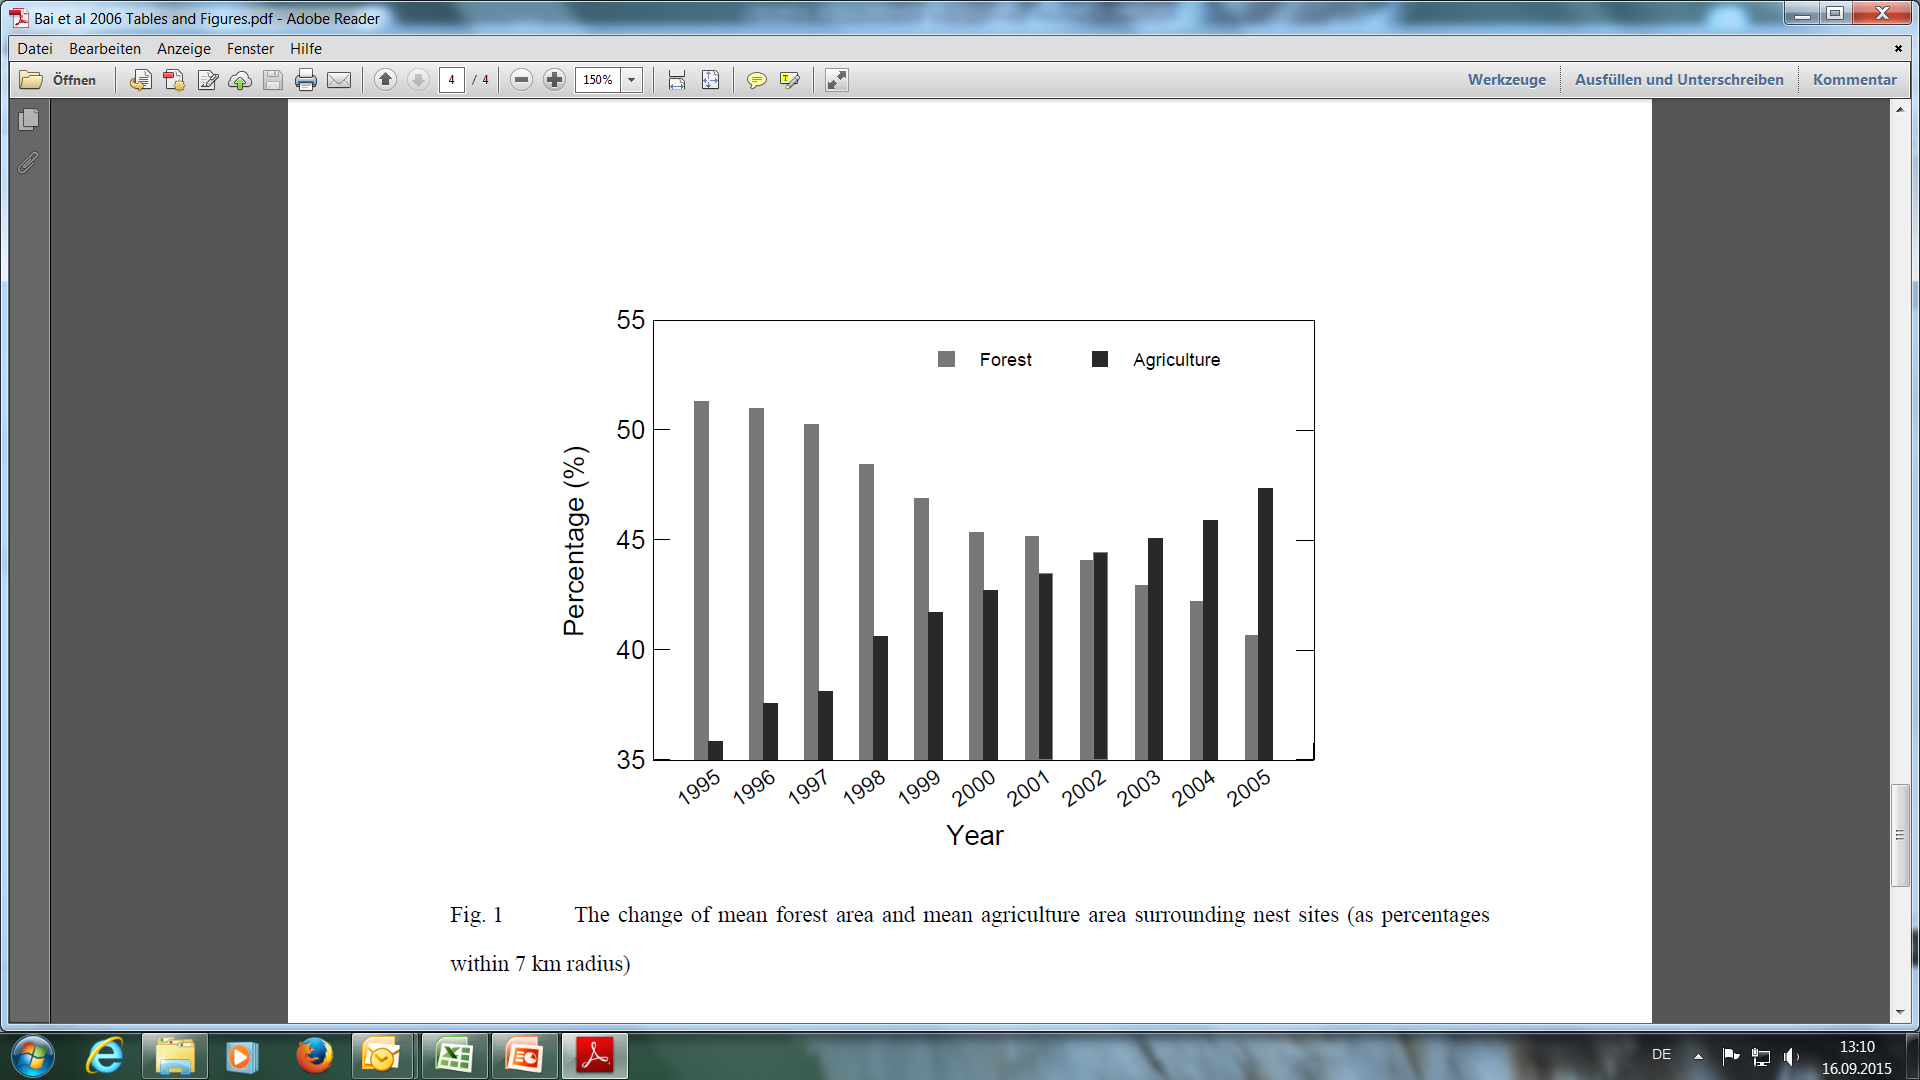 Bai et al 2006 Tables and Figures.pdf - Adobe Reader
Datei Bearbeiten Anzeige Fenster Hilfe
Öffnen 4 / 4 150% Werkzeuge Ausfüllen und Unterschreiben Kommentar
55
50
45
40
35
Percentage (%)
Forest Agriculture
1995 1996 1997 1998 1999 2000 2001 2002 2003 2004 2005
Year
Fig. 1 The change of mean forest area and mean agriculture area surrounding nest sites (as percentages
within 7 km radius)
DE 13:10
16.09.2015